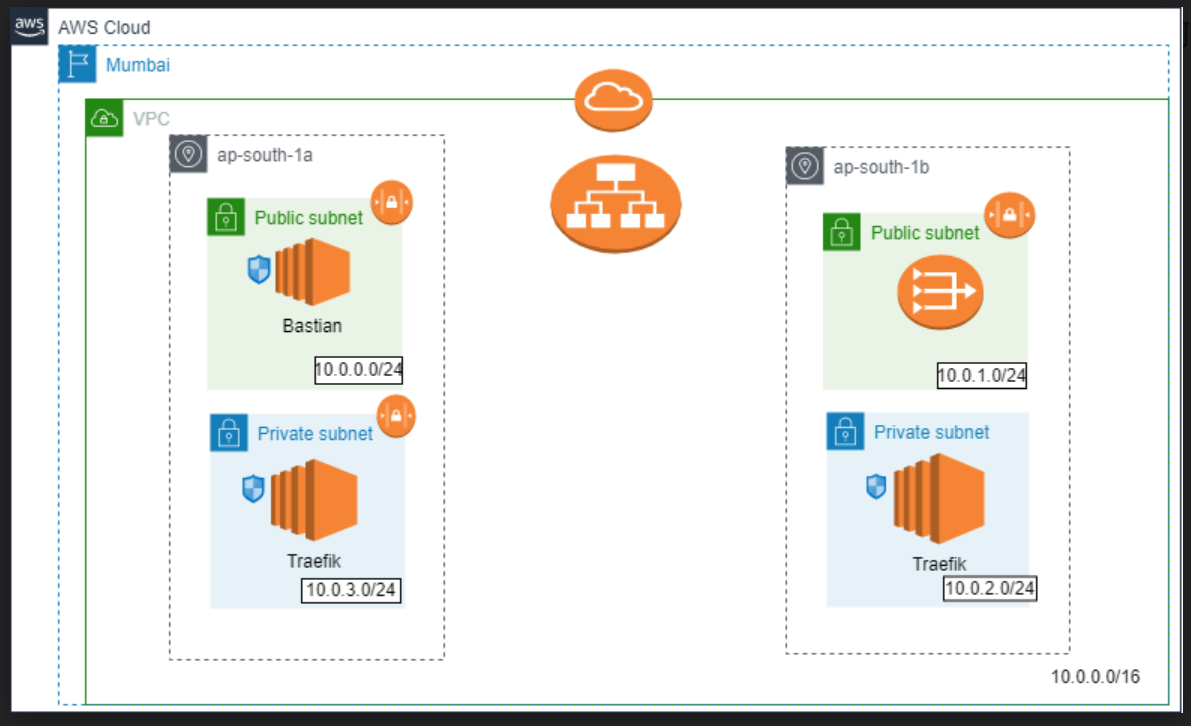 aws
AWS Cloud
Mumbai
VPC
ap-south-1a
Public subnet
Bastian
10.0.0.0/24
Private subnet
Traefik
10.0.3.0/24
ap-south-1b
Public subnet
10.0.1.0/24
Private subnet
Traefik
10.0.2.0/24
10.0.0.0/16